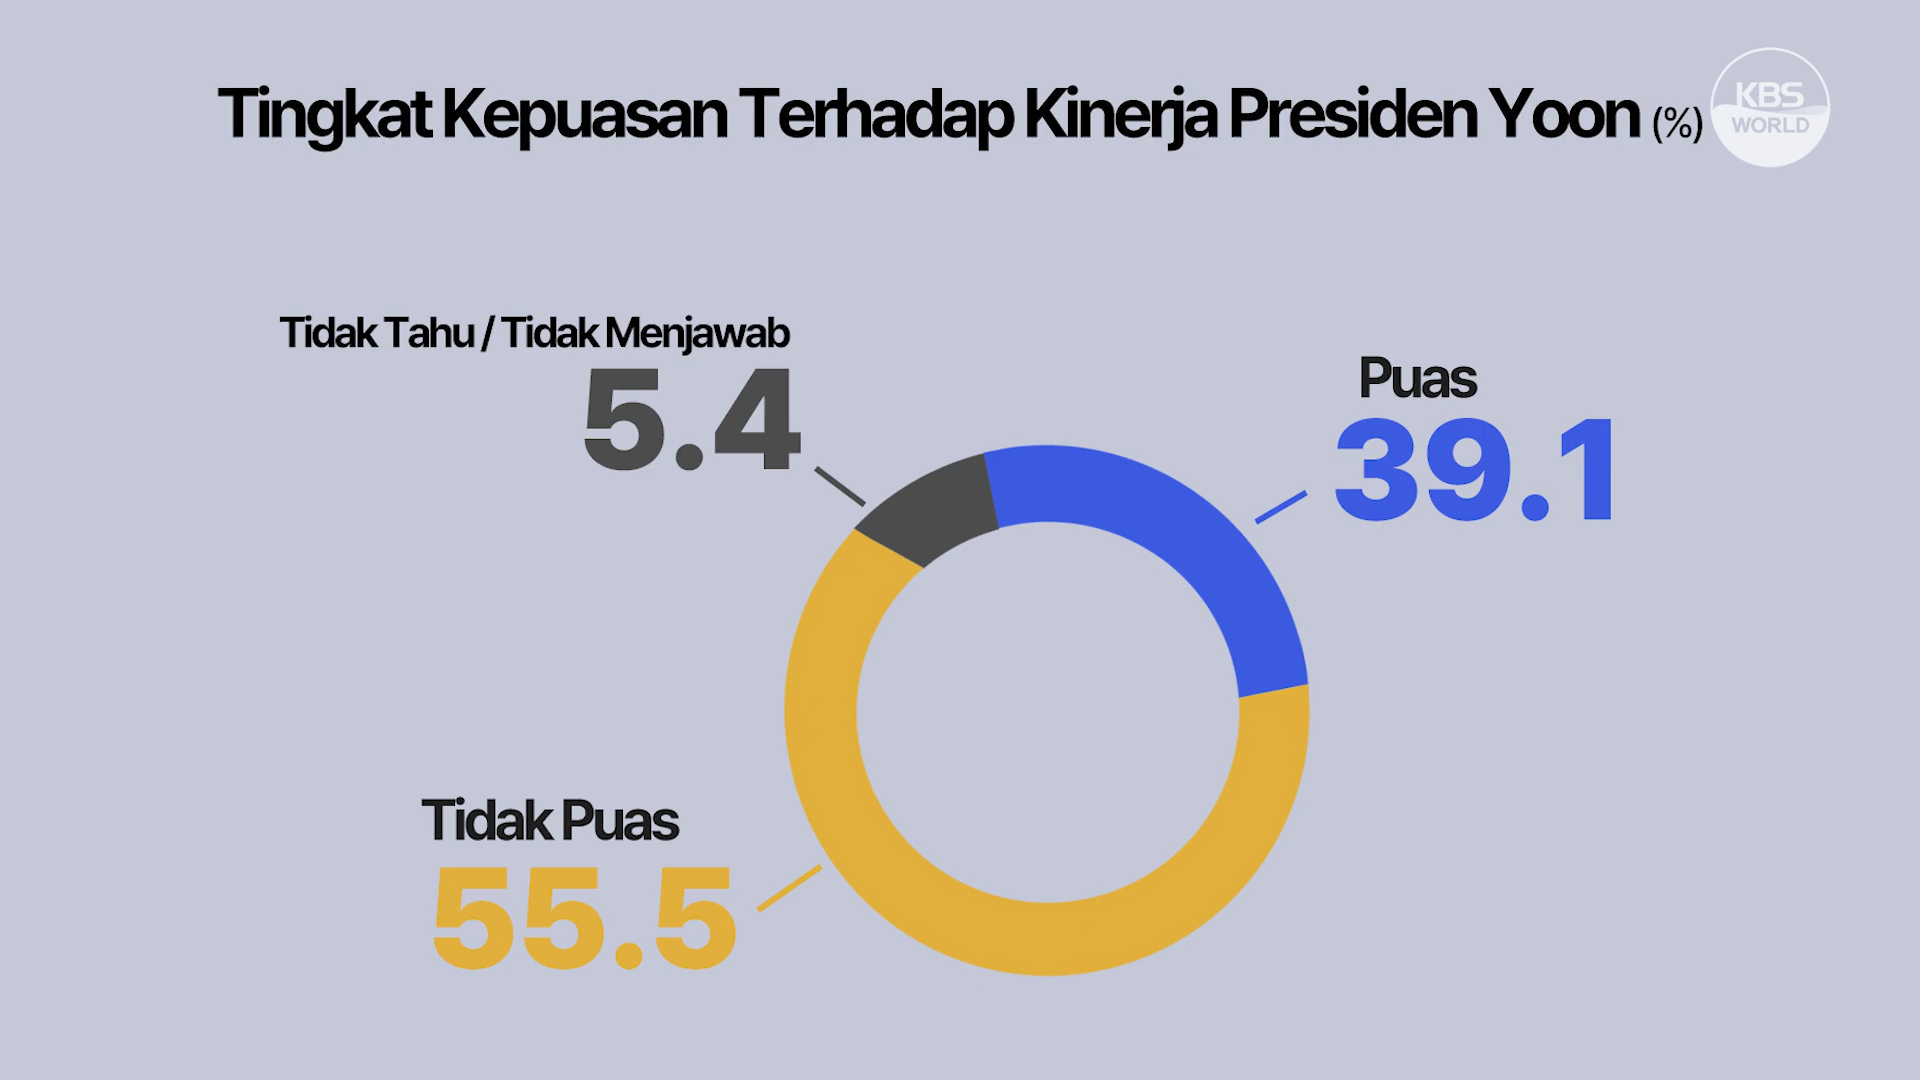 Tingkat Kepuasan Terhadap Kinerja Presiden Yoon (%)
KBS
WORLD
Tidak Tahu / Tidak Menjawab
5.4
Puas
39.1
Tidak Puas
55.5